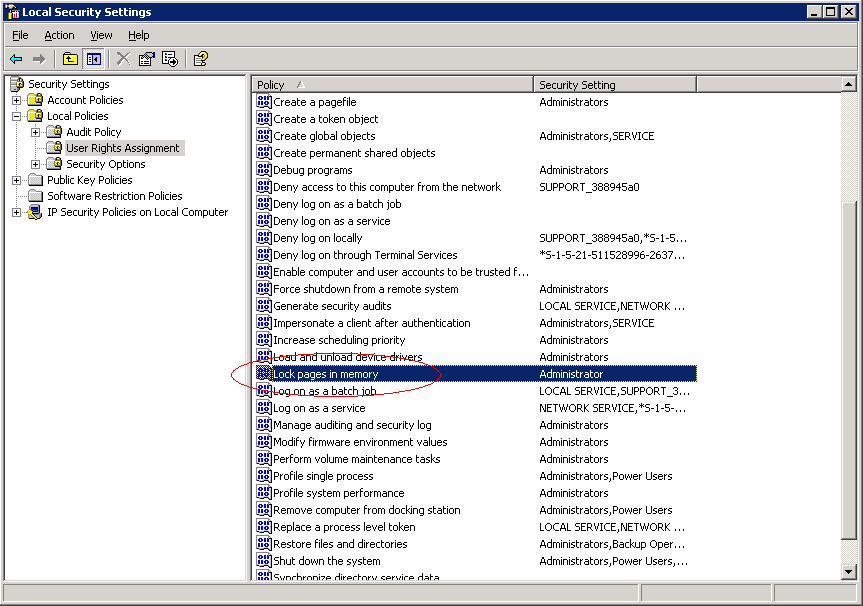 Local Security Settings
File Action View Help
Security Settings
Account Policies
Local Policies
Audit Policy
User Rights Assignment
Security Options
Public Key Policies
Software Restriction Policies
IP Security Policies on Local Computer
Policy Security Setting
Create a pagefile Administrators
Create a token object
Create global objects Administrators,SERVICE
Create permanent shared objects
Debug programs Administrators
Deny access to this computer from the network SUPPORT_388945a0
Deny log on as a batch job
Deny log on as a service
Deny log on locally SUPPORT_388945a0,*S-1-5...
Deny log on through Terminal Services *S-1-5-21-511528996-2637...
Enable computer and user accounts to be trusted f...
Force shutdown from a remote system Administrators
Generate security audits LOCAL SERVICE,NETWORK ...
Impersonate a client after authentication Administrators,SERVICE
Increase scheduling priority Administrators
Load and unload device drivers Administrators
Lock pages in memory Administrator
Log on as a batch job LOCAL SERVICE,SUPPORT_3...
Log on as a service NETWORK SERVICE,*S-1-5-...
Manage auditing and security log Administrators
Modify firmware environment values Administrators
Perform volume maintenance tasks Administrators
Profile single process Administrators,Power Users
Profile system performance Administrators
Remove computer from docking station Administrators,Power Users
Replace a process level token LOCAL SERVICE,NETWORK ...
Restore files and directories Administrators,Backup Oper...
Shut down the system Administrators,Power Users,...
Synchronize directory service data